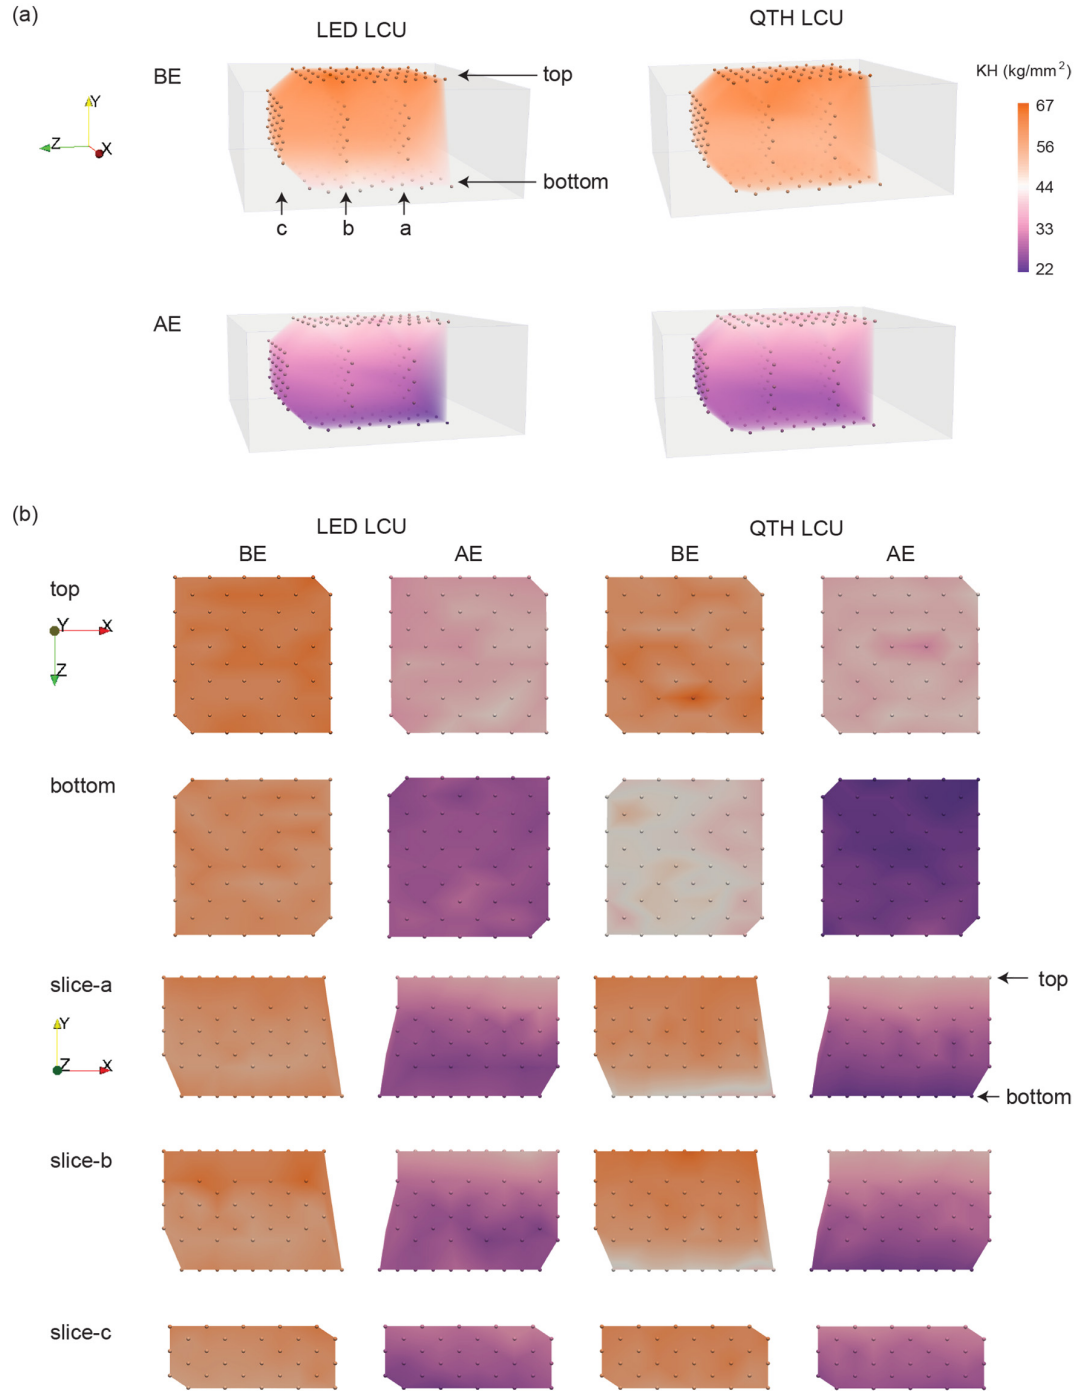 (a)
LED LCU
QTH LCU
BE
top
KH (kg/mm²)
67
56
44
33
22
Y
Z
X
bottom
c
b
a
AE
(b)
LED LCU
QTH LCU
BE
AE
BE
AE
top
Y
X
Z
bottom
slice-a
top
Y
Z
X
bottom
slice-b
slice-c